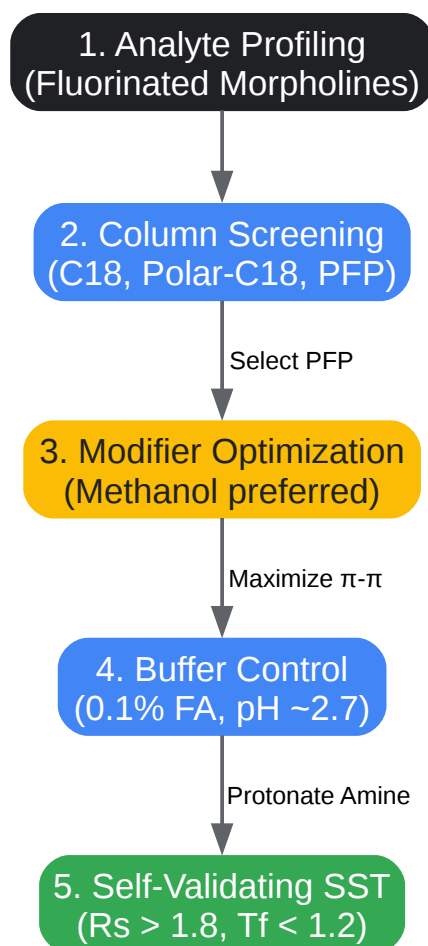 1. Analyte Profiling
(Fluorinated Morpholines)
2. Column Screening
(C18, Polar-C18, PFP)
Select PFP
3. Modifier Optimization
(Methanol preferred)
Maximize π-π
4. Buffer Control
(0.1% FA, pH ~2.7)
Protonate Amine
5. Self-Validating SST
(Rs > 1.8, Tf < 1.2)